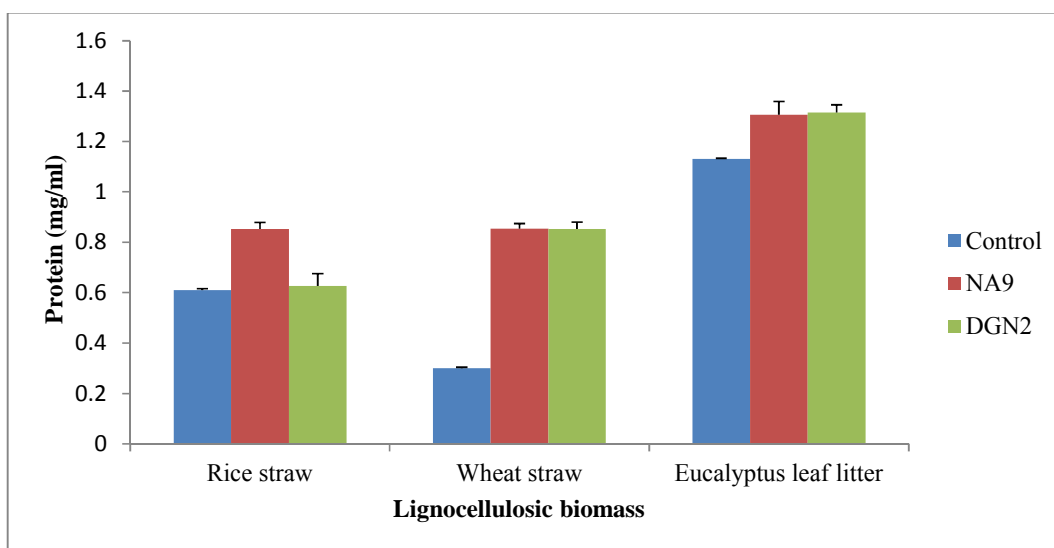 1.6
1.4
1.2
1
0.8
0.6
0.4
0.2
0
Protein (mg/ml)
Rice straw
Wheat straw
Eucalyptus leaf litter
Lignocellulosic biomass
Control
NA9
DGN2